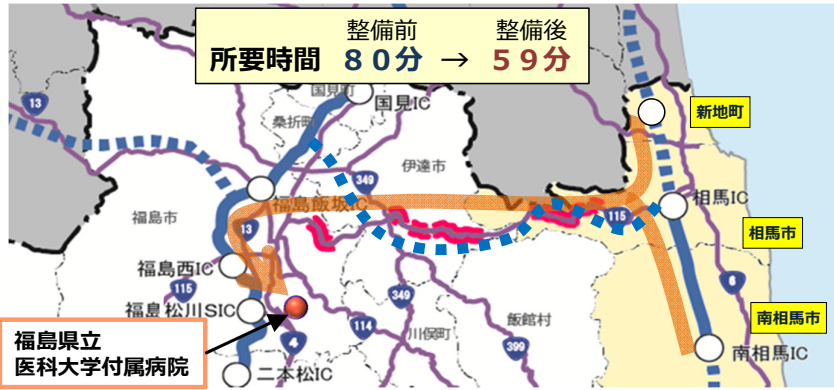 整備前 整備後
所要時間 80分 → 59分
13
国見町
国見IC
桑折町
新地町
伊達市
349
福島飯坂IC
相馬IC
福島市
13
115
相馬市
福島西IC
115
6
福島松川SIC
349
南相馬市
飯舘村
114
川俣町
福島県立
医科大学付属病院
4
399
南相馬IC
二本松IC